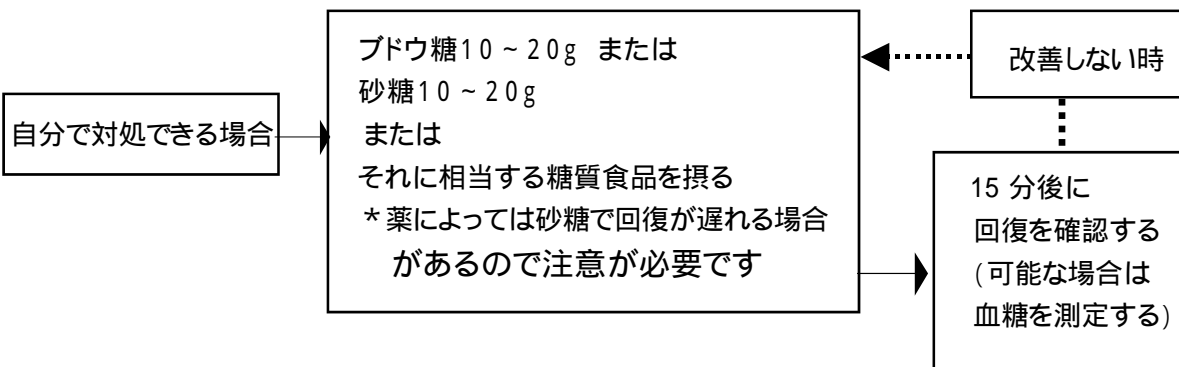 自分で対処できる場合
ブドウ糖10~20g または
砂糖10~20g
または
それに相当する糖質食品を摂る
*薬によっては砂糖で回復が遅れる場合
があるので注意が必要です
改善しない時
15 分後に
回復を確認する
(可能な場合は
血糖を測定する)